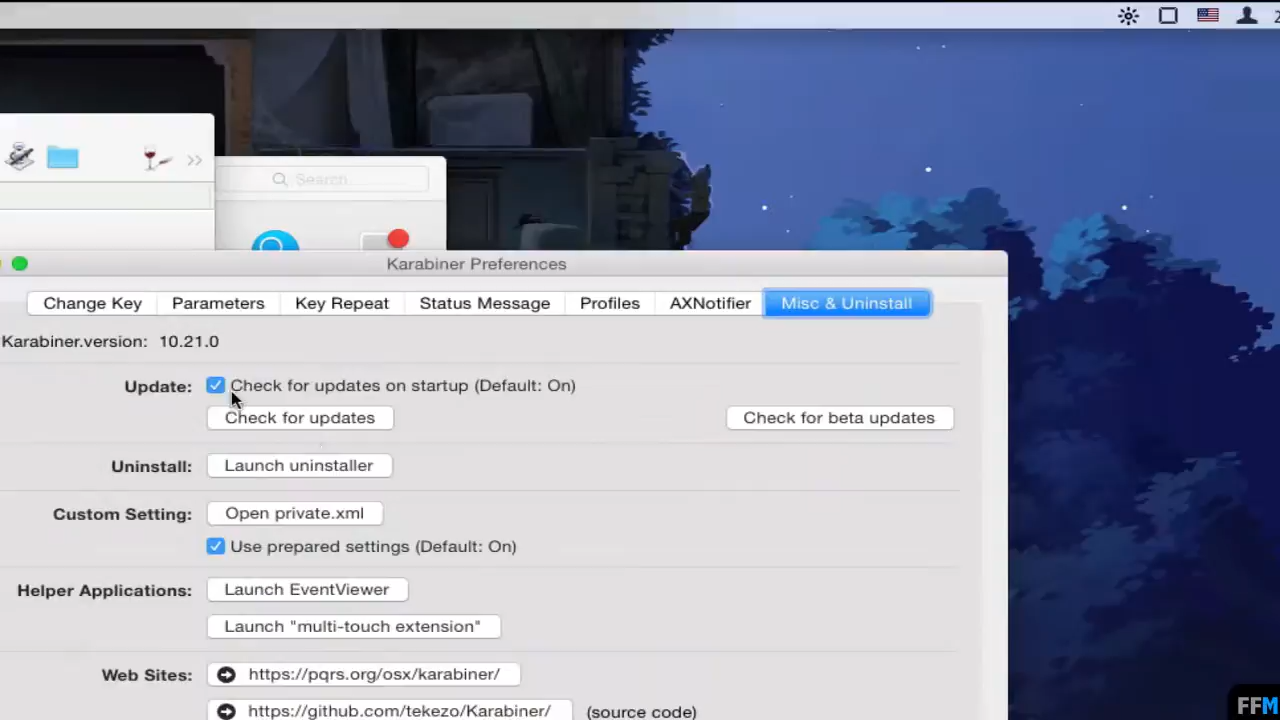 2
Search
Karabiner Preferences
Change Key Parameters Key Repeat Status Message Profiles AXNotifier Misc & Uninstall
Karabiner.version: 10.21.0
Update: Check for updates on startup (Default: On)
Check for updates Check for beta updates
Uninstall: Launch uninstaller
Custom Setting: Open private.xml
Use prepared settings (Default: On)
Helper Applications: Launch EventViewer
Launch "multi-touch extension"
Web Sites: https://pqrs.org/osx/karabiner/
https://github.com/tekezo/Karabiner/ (source code)
FFM